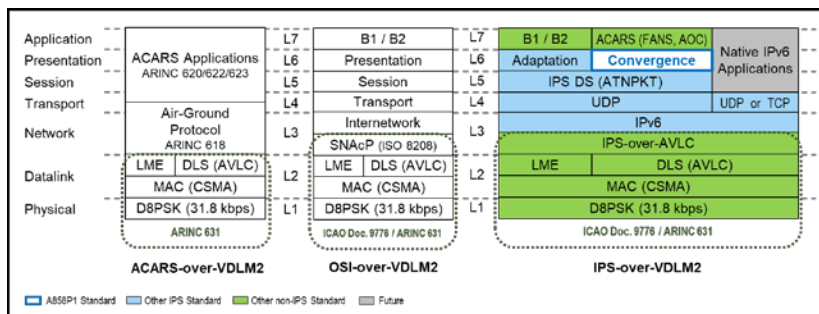 Application
Presentation
Session
Transport
Network
Datalink
Physical
ACARS Applications
ARINC 620/622/623
Air-Ground
Protocol
ARINC 618
LME
DLS (AVLC)
MAC (CSMA)
D8PSK (31.8 kbps)
ARINC 631
ACARS-over-VDLM2
L7
L6
L5
L4
L3
L2
L1
B1 / B2
Presentation
Session
Transport
Internetwork
SNAcP (ISO 8208)
LME
DLS (AVLC)
MAC (CSMA)
D8PSK (31.8 kbps)
ICAO Doc. 9776 / ARINC 631
OSI-over-VDLM2
L7
L6
L5
L4
L3
L2
L1
B1 / B2
ACARS (FANS, AOC)
Native IPv6
Applications
Adaptation
Convergence
IPS DS (ATNPKT)
UDP
UDP or TCP
IPv6
IPS-over-AVLC
LME
DLS (AVLC)
MAC (CSMA)
D8PSK (31.8 kbps)
ICAO Doc. 9776 / ARINC 631
IPS-over-VDLM2
A858P1 Standard
Other IPS Standard
Other non-IPS Standard
Future